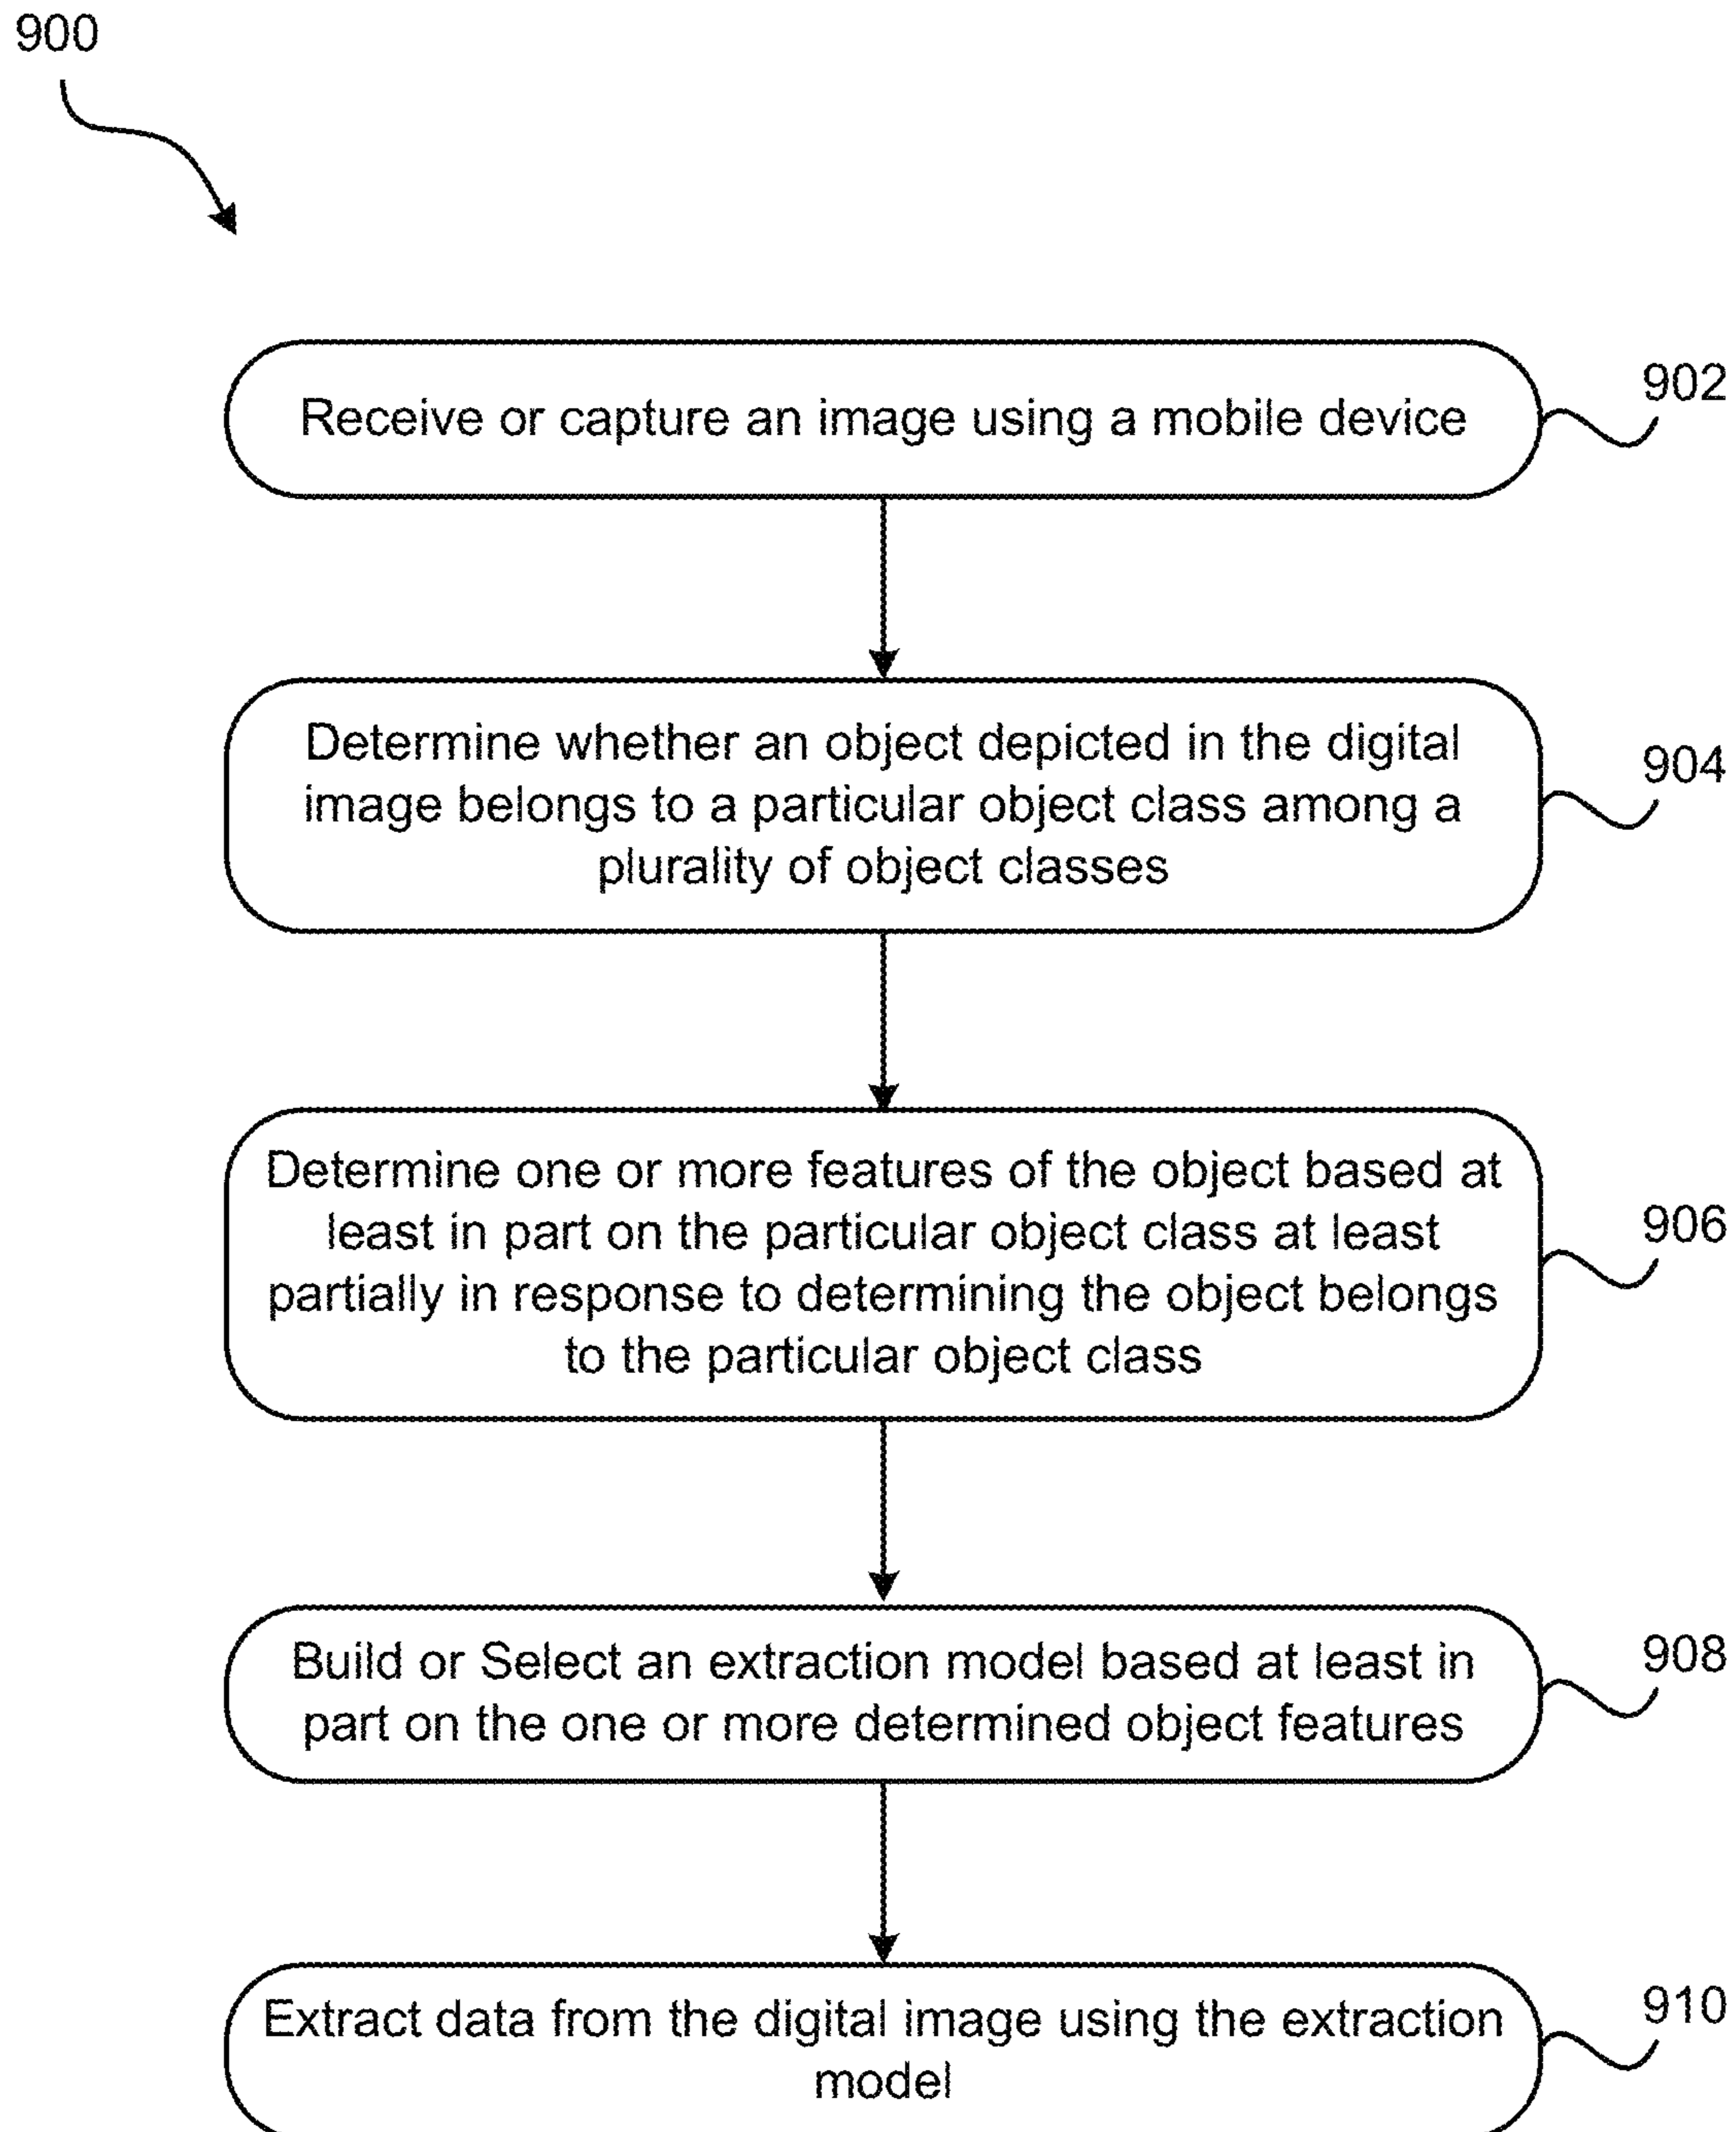 900
Receive or capture an image using a mobile device
902
Determine whether an object depicted in the digital
image belongs to a particular object class among a
plurality of object classes
904
Determine one or more features of the object based at
least in part on the particular object class at least
partially in response to determining the object belongs
to the particular object class
906
Build or Select an extraction model based at least in
part on the one or more determined object features
908
Extract data from the digital image using the extraction
model
910